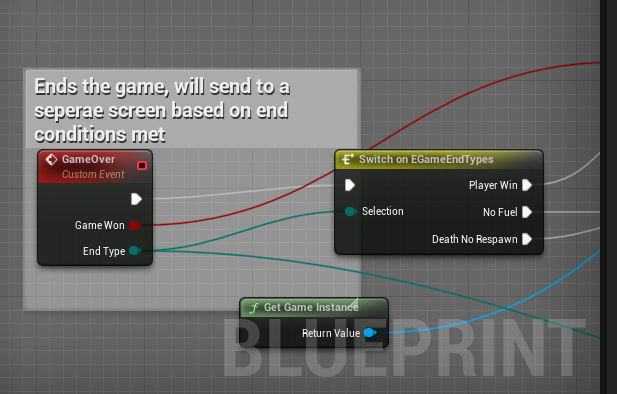 Ends the game, will send to a
seperae screen based on end
conditions met
GameOver
Custom Event
Game Won
End Type
Switch on EGameEndTypes
Selection
Player Win
No Fuel
Death No Respawn
f Get Game Instance
Return Value
BLUEPRINT